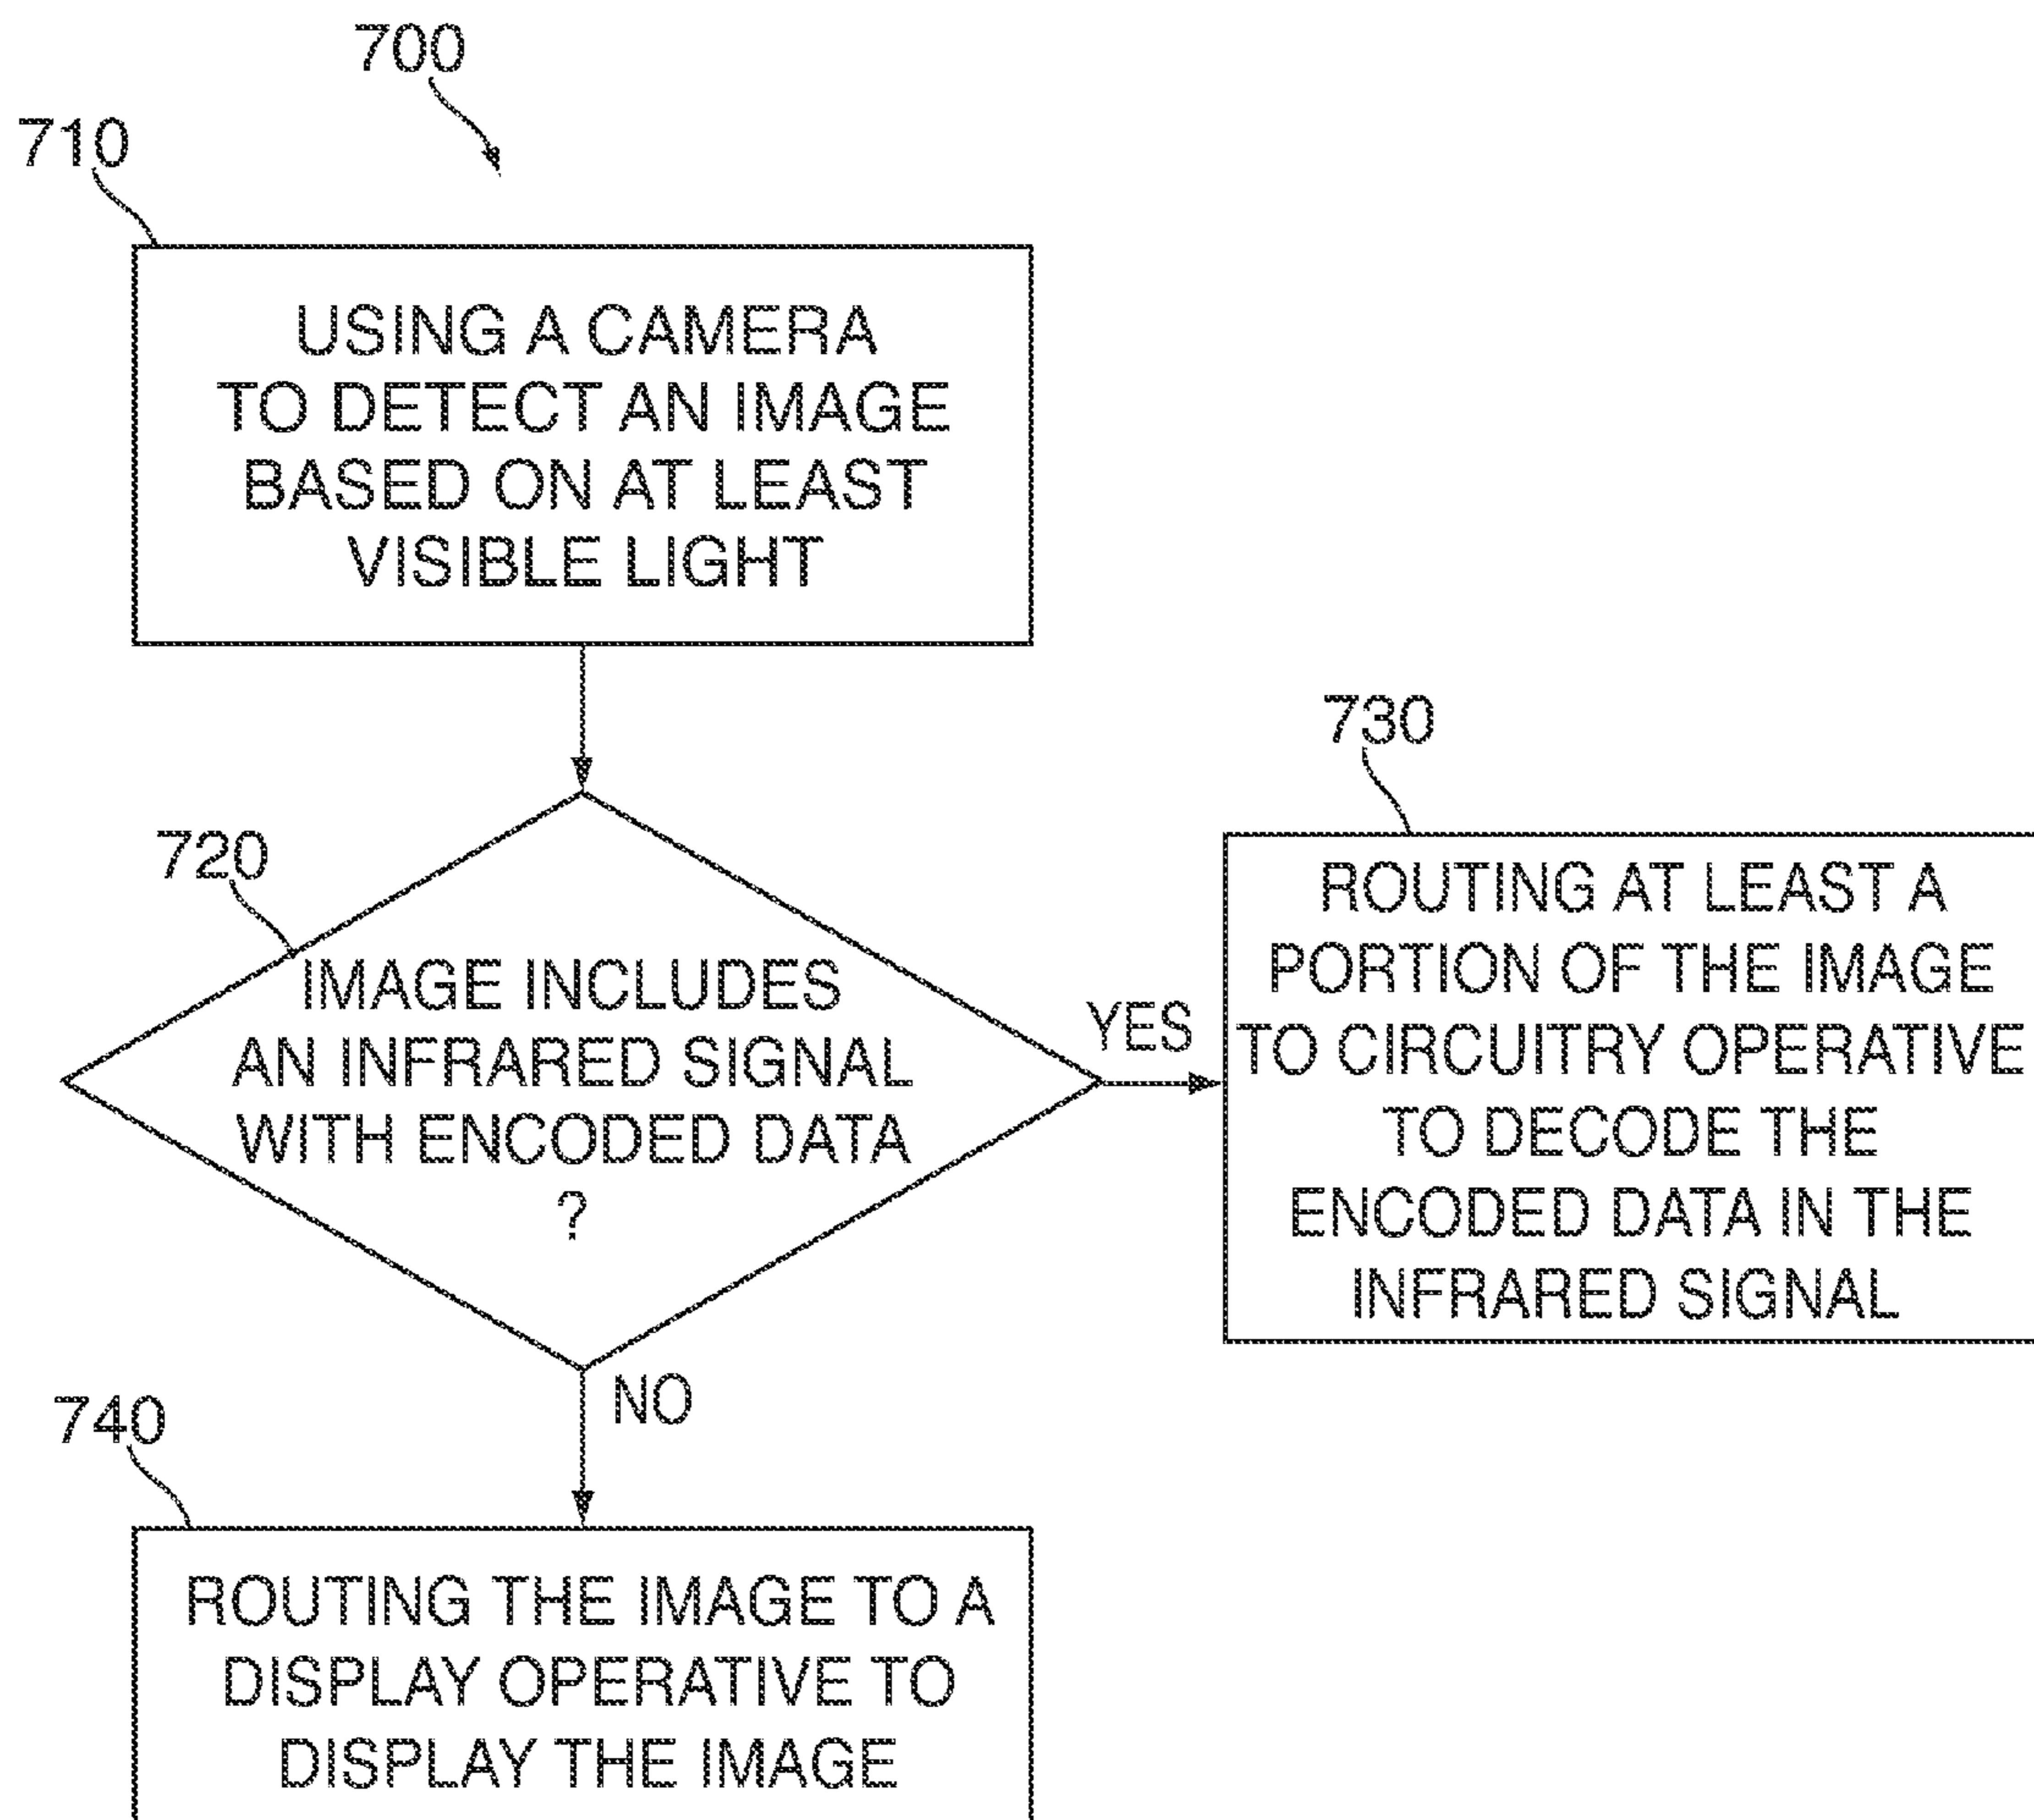 700
710
USING A CAMERA
TO DETECT AN IMAGE
BASED ON AT LEAST
VISIBLE LIGHT
720
IMAGE INCLUDES
AN INFRARED SIGNAL
WITH ENCODED DATA
?
YES
730
ROUTING AT LEAST A
PORTION OF THE IMAGE
TO CIRCUITRY OPERATIVE
TO DECODE THE
ENCODED DATA IN THE
INFRARED SIGNAL
NO
740
ROUTING THE IMAGE TO A
DISPLAY OPERATIVE TO
DISPLAY THE IMAGE